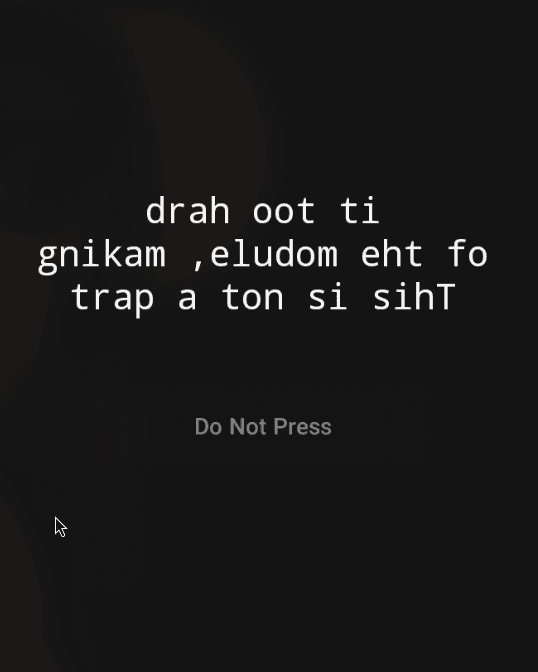 drah oot ti
gnikam ,eludom eht fo
trap a ton si sihT
Do Not Press